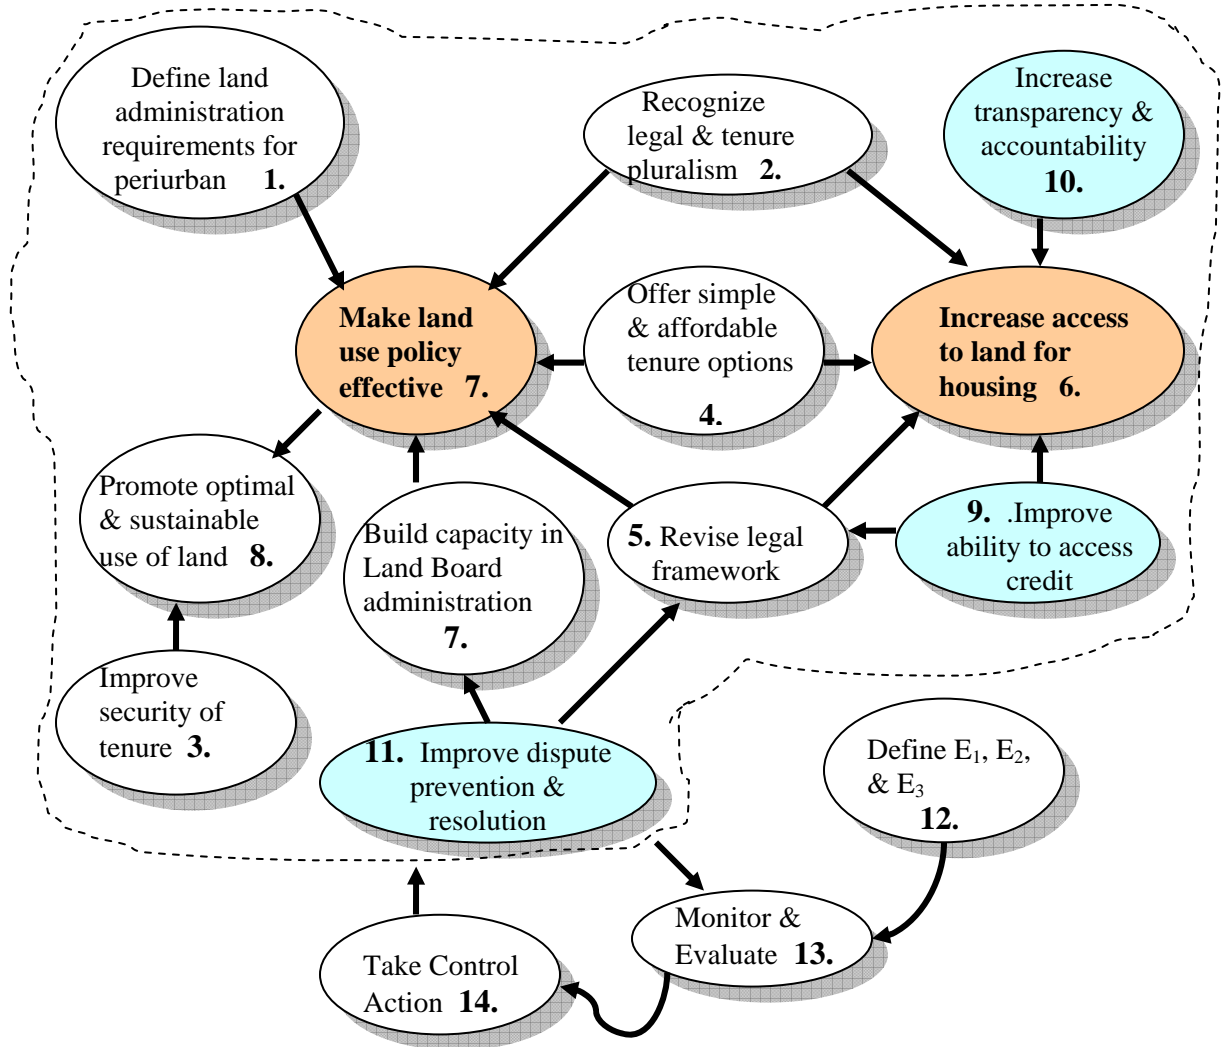 Define land
administration
requirements for
periurban 1.
Recognize
legal & tenure
pluralism 2.
Increase
transparency &
accountability
10.
Make land
use policy
effective 7.
Offer simple
& affordable
tenure options
4.
Increase access
to land for
housing 6.
Promote optimal
& sustainable
use of land 8.
Build capacity in
Land Board
administration
7.
5. Revise legal
framework
9. .Improve
ability to access
credit
Improve
security of
tenure 3.
11. Improve dispute
prevention &
resolution
Define E₁, E₂,
& E₃
12.
Monitor &
Evaluate 13.
Take Control
Action 14.